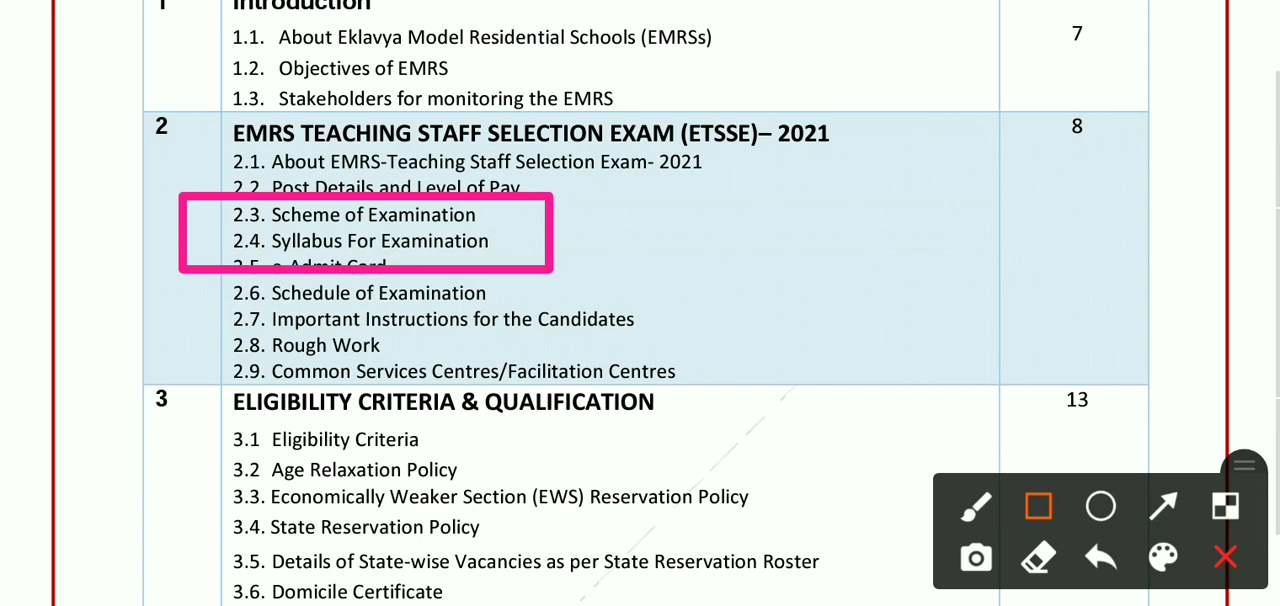 1
Introduction
1.1. About Eklavya Model Residential Schools (EMRSs)
7
1.2. Objectives of EMRS
1.3. Stakeholders for monitoring the EMRS
2
EMRS TEACHING STAFF SELECTION EXAM (ETSSE)– 2021
8
2.1. About EMRS-Teaching Staff Selection Exam- 2021
2.2. Post Details and Level of Pay
2.3. Scheme of Examination
2.4. Syllabus For Examination
2.5. e-Admit Card
2.6. Schedule of Examination
2.7. Important Instructions for the Candidates
2.8. Rough Work
2.9. Common Services Centres/Facilitation Centres
3
ELIGIBILITY CRITERIA & QUALIFICATION
13
3.1 Eligibility Criteria
3.2 Age Relaxation Policy
3.3. Economically Weaker Section (EWS) Reservation Policy
3.4. State Reservation Policy
3.5. Details of State-wise Vacancies as per State Reservation Roster
3.6. Domicile Certificate